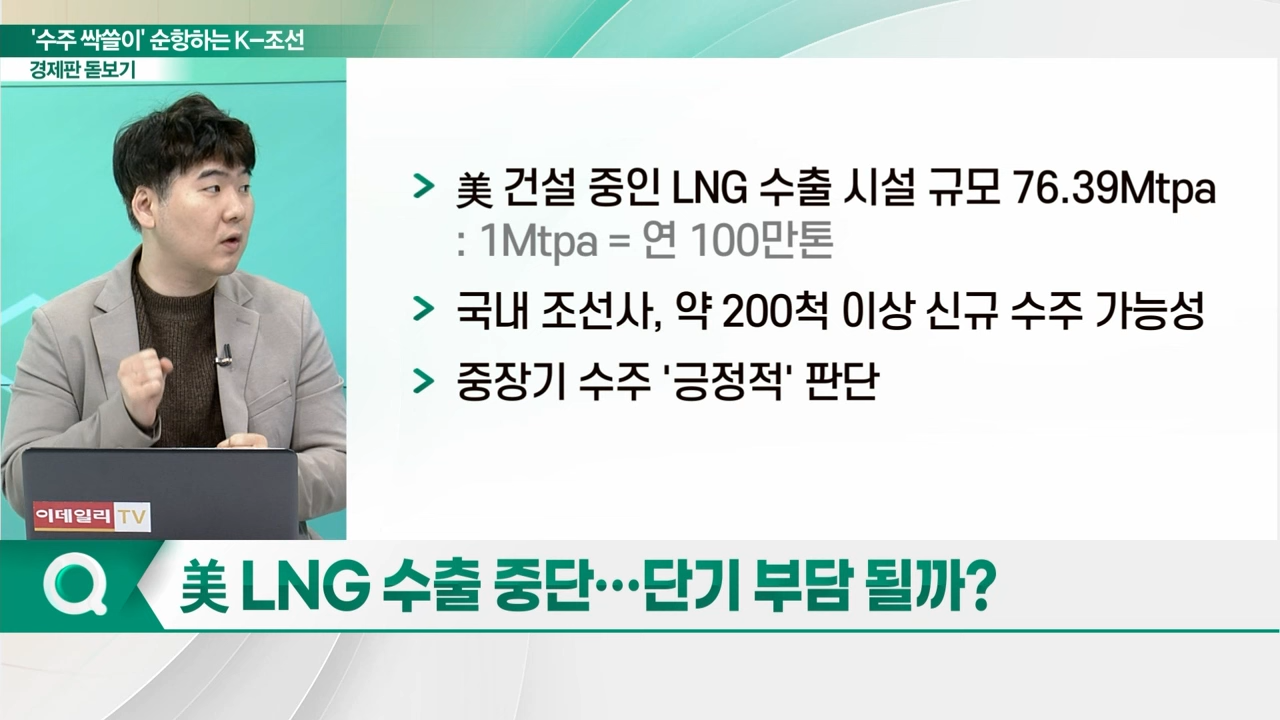 '수주 싹쓸이' 순항하는 K-조선
경제판 돋보기
> 美 건설 중인 LNG 수출 시설 규모 76.39Mtpa
: 1Mtpa = 연 100만톤
> 국내 조선사, 약 200척 이상 신규 수주 가능성
> 중장기 수주 '긍정적' 판단
이데일리 TV
美 LNG 수출 중단…단기 부담 될까?